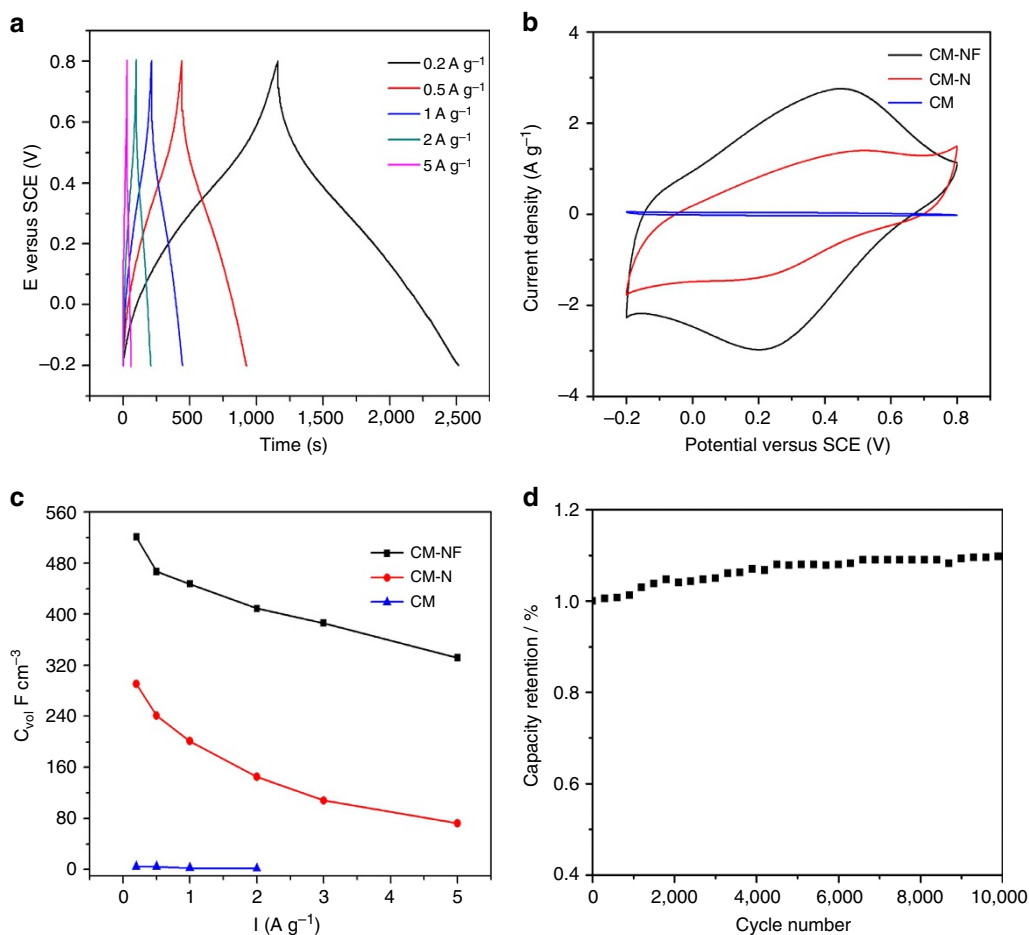 a
E versus SCE (V)
0.8
0.6
0.4
0.2
0.0
−0.2
0
500
1,000
1,500
2,000
2,500
Time (s)
0.2 A g⁻¹
0.5 A g⁻¹
1 A g⁻¹
2 A g⁻¹
5 A g⁻¹
b
Current density (A g⁻¹)
4
2
0
−2
−4
−0.2
0.0
0.2
0.4
0.6
0.8
Potential versus SCE (V)
CM-NF
CM-N
CM
c
C_vol F cm⁻³
560
480
400
320
240
160
80
0
0
1
2
3
4
5
I (A g⁻¹)
CM-NF
CM-N
CM
d
Capacity retention / %
1.2
1.0
0.8
0.6
0.4
0
2,000
4,000
6,000
8,000
10,000
Cycle number